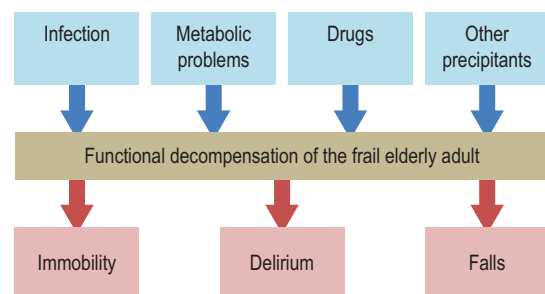 Infection
Metabolic
problems
Drugs
Other
precipitants
Functional decompensation of the frail elderly adult
Immobility
Delirium
Falls